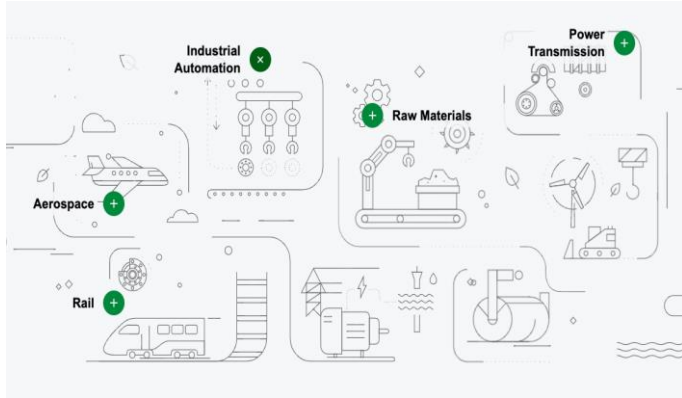 Power
Transmission
Industrial
Automation
Raw Materials
Aerospace
Rail